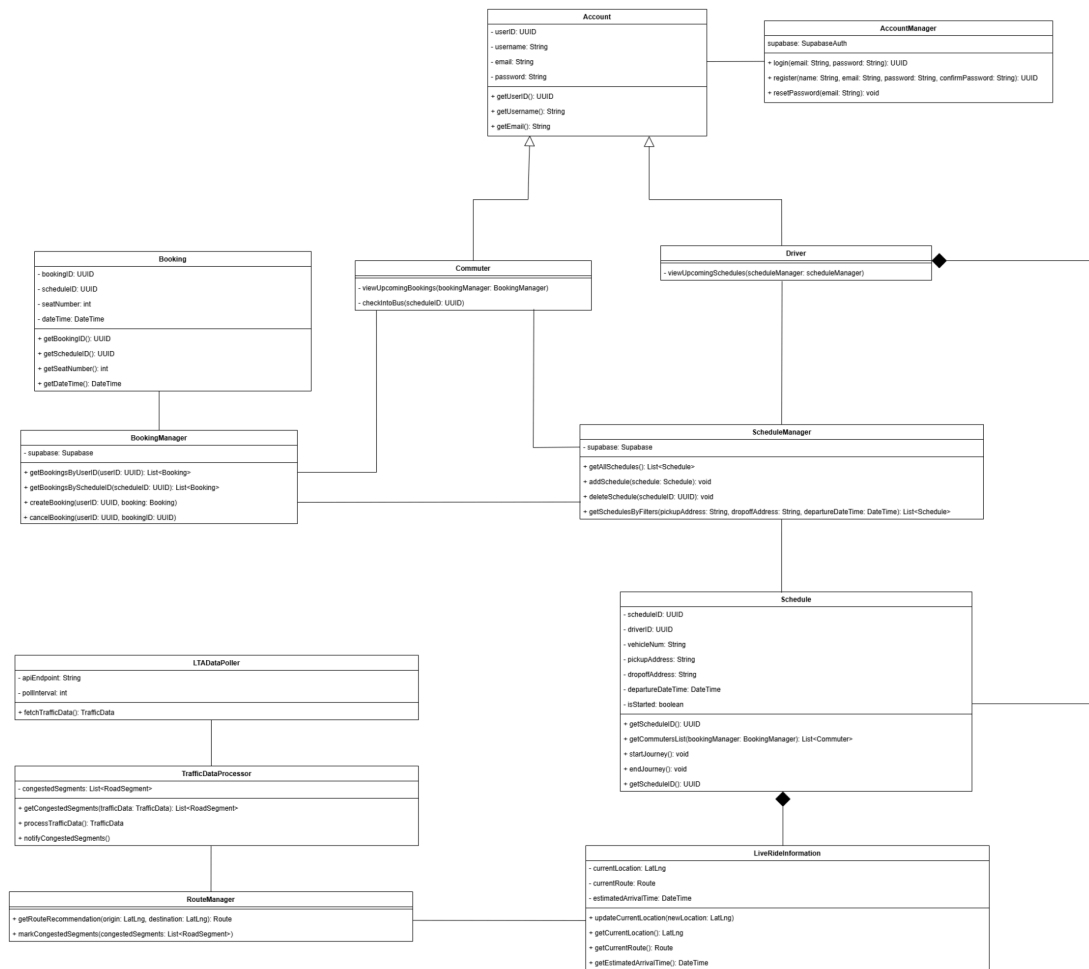 Account
- userID: UUID
- username: String
- email: String
- password: String
+ getUserID(): UUID
+ getUsername(): String
+ getEmail(): String
AccountManager
supabase: SupabaseAuth
+ login(email: String, password: String): UUID
+ register(name: String, email: String, password: String, confirmPassword: String): UUID
+ resetPassword(email: String): void
Booking
- bookingID: UUID
- scheduleID: UUID
- seatNumber: int
- dateTime: DateTime
+ getBookingID(): UUID
+ getScheduleID(): UUID
+ getSeatNumber(): int
+ getDateTime(): DateTime
Commuter
- viewUpcomingBookings(bookingManager: BookingManager)
- checkIntoBus(scheduleID: UUID)
Driver
- viewUpcomingSchedules(scheduleManager: scheduleManager)
BookingManager
- supabase: Supabase
+ getBookingsByUserID(userID: UUID): List<Booking>
+ getBookingsByScheduleID(scheduleID: UUID): List<Booking>
+ createBooking(userID: UUID, booking: Booking)
+ cancelBooking(userID: UUID, bookingID: UUID)
ScheduleManager
- supabase: Supabase
+ getAllSchedules(): List<Schedule>
+ addSchedule(schedule: Schedule): void
+ deleteSchedule(scheduleID: UUID): void
+ getSchedulesByFilters(pickupAddress: String, dropoffAddress: String, departureDateTime: DateTime): List<Schedule>
Schedule
- scheduleID: UUID
- driverID: UUID
- vehicleNum: String
- pickupAddress: String
- dropoffAddress: String
- departureDateTime: DateTime
- isStarted: boolean
+ getScheduleID(): UUID
+ getCommutersList(bookingManager: BookingManager): List<Commuter>
+ startJourney(): void
+ endJourney(): void
+ getScheduleID(): UUID
LTADataPoller
- apiEndpoint: String
- pollInterval: int
+ fetchTrafficData(): TrafficData
TrafficDataProcessor
- congestedSegments: List<RoadSegment>
+ getCongestedSegments(trafficData: TrafficData): List<RoadSegment>
+ processTrafficData(): TrafficData
+ notifyCongestedSegments()
RouteManager
+ getRouteRecommendation(origin: LatLng, destination: LatLng): Route
+ markCongestedSegments(congestedSegments: List<RoadSegment>)
LiveRideInformation
- currentLocation: LatLng
- currentRoute: Route
- estimatedArrivalTime: DateTime
+ updateCurrentLocation(newLocation: LatLng)
+ getCurrentLocation(): LatLng
+ getCurrentRoute(): Route
+ getEstimatedArrivalTime(): DateTime